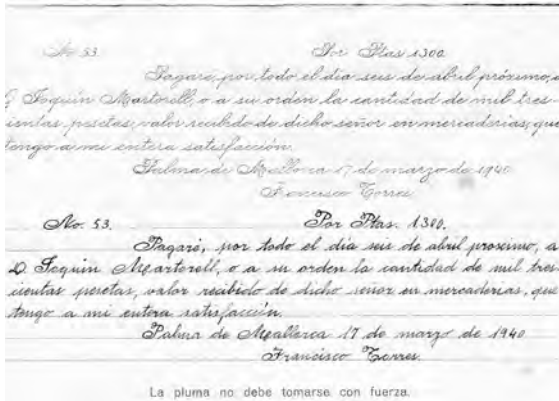 No. 53. Por Ptas. 1300.
Pagaré, por todo el día seis de abril próximo, a
D. Joquin Martorell, o a su orden la cantidad de mil tres
cientas pesetas, valor recibido de dicho señor en mercaderías, que
tengo a mi entera satisfacción.
Palma de Mallorca 17 de marzo de 1940
Francisco Torres
No. 53. Por Ptas. 1300.
Pagaré, por todo el día seis de abril proximo, a
D. Joquin Martorell, o a su orden la cantidad de mil tres-
cientas pesetas, valor recibido de dicho señor en mercaderias, que
tengo a mi entera satisfacción.
Palma de Mallorca 17 de marzo de 1940
Francisco Torres
La pluma no debe tomarse con fuerza.